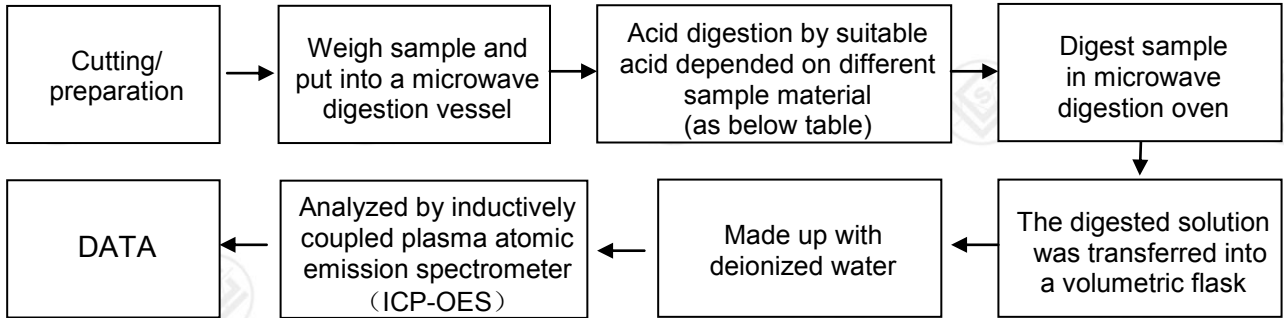 Cutting/
preparation
Weigh sample and
put into a microwave
digestion vessel
Acid digestion by suitable
acid depended on different
sample material
(as below table)
Digest sample
in microwave
digestion oven
The digested solution
was transferred into
a volumetric flask
Made up with
deionized water
Analyzed by inductively
coupled plasma atomic
emission spectrometer
（ICP-OES）
DATA